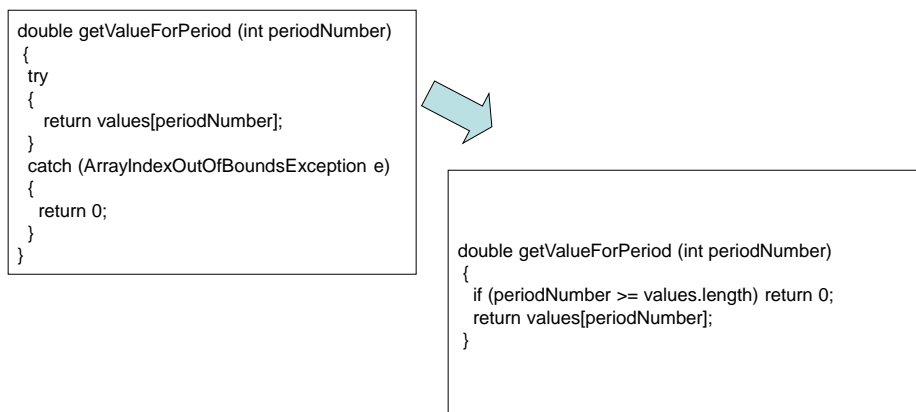 double getValueForPeriod (int periodNumber)
{
try
{
return values[periodNumber];
}
catch (ArrayIndexOutOfBoundsException e)
{
return 0;
}
}
double getValueForPeriod (int periodNumber)
{
if (periodNumber >= values.length) return 0;
return values[periodNumber];
}